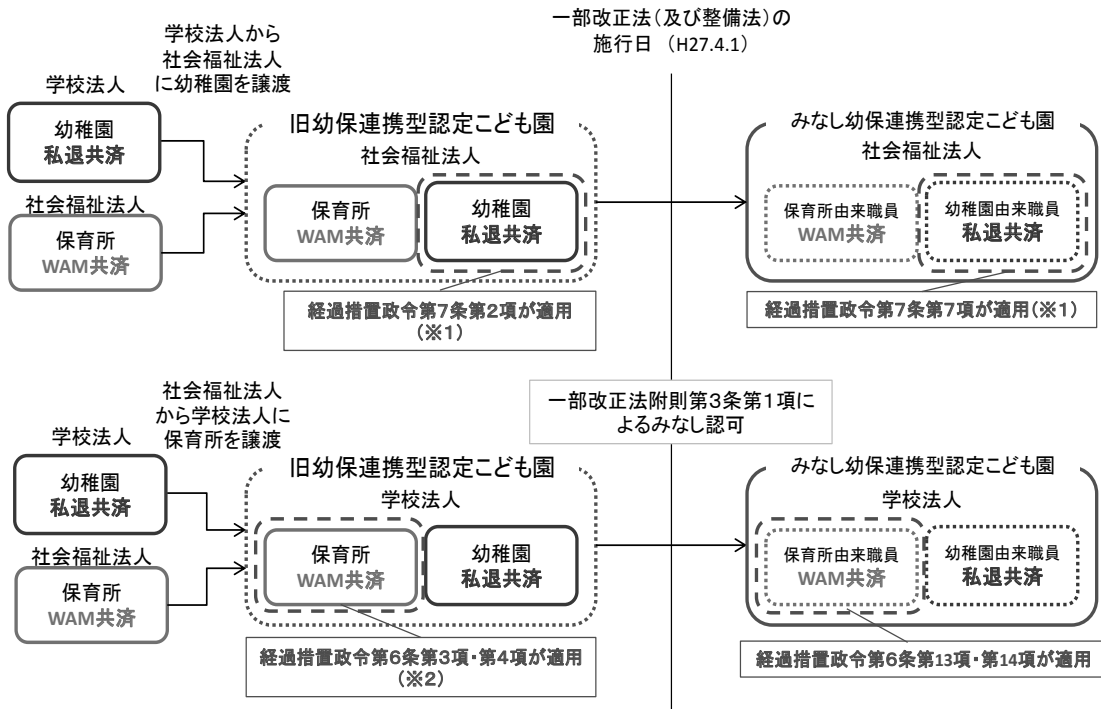 一部改正法(及び整備法)の
施行日 (H27.4.1)
学校法人から
社会福祉法人
に幼稚園を譲渡
学校法人
幼稚園
私退共済
社会福祉法人
保育所
WAM共済
旧幼保連携型認定こども園
社会福祉法人
保育所
WAM共済
幼稚園
私退共済
経過措置政令第7条第2項が適用
(※1)
みなし幼保連携型認定こども園
社会福祉法人
保育所由来職員
WAM共済
幼稚園由来職員
私退共済
経過措置政令第7条第7項が適用(※1)
一部改正法附則第3条第1項に
よるみなし認可
社会福祉法人
から学校法人に
保育所を譲渡
学校法人
幼稚園
私退共済
社会福祉法人
保育所
WAM共済
旧幼保連携型認定こども園
学校法人
保育所
WAM共済
幼稚園
私退共済
経過措置政令第6条第3項・第4項が適用
(※2)
みなし幼保連携型認定こども園
学校法人
保育所由来職員
WAM共済
幼稚園由来職員
私退共済
経過措置政令第6条第13項・第14項が適用